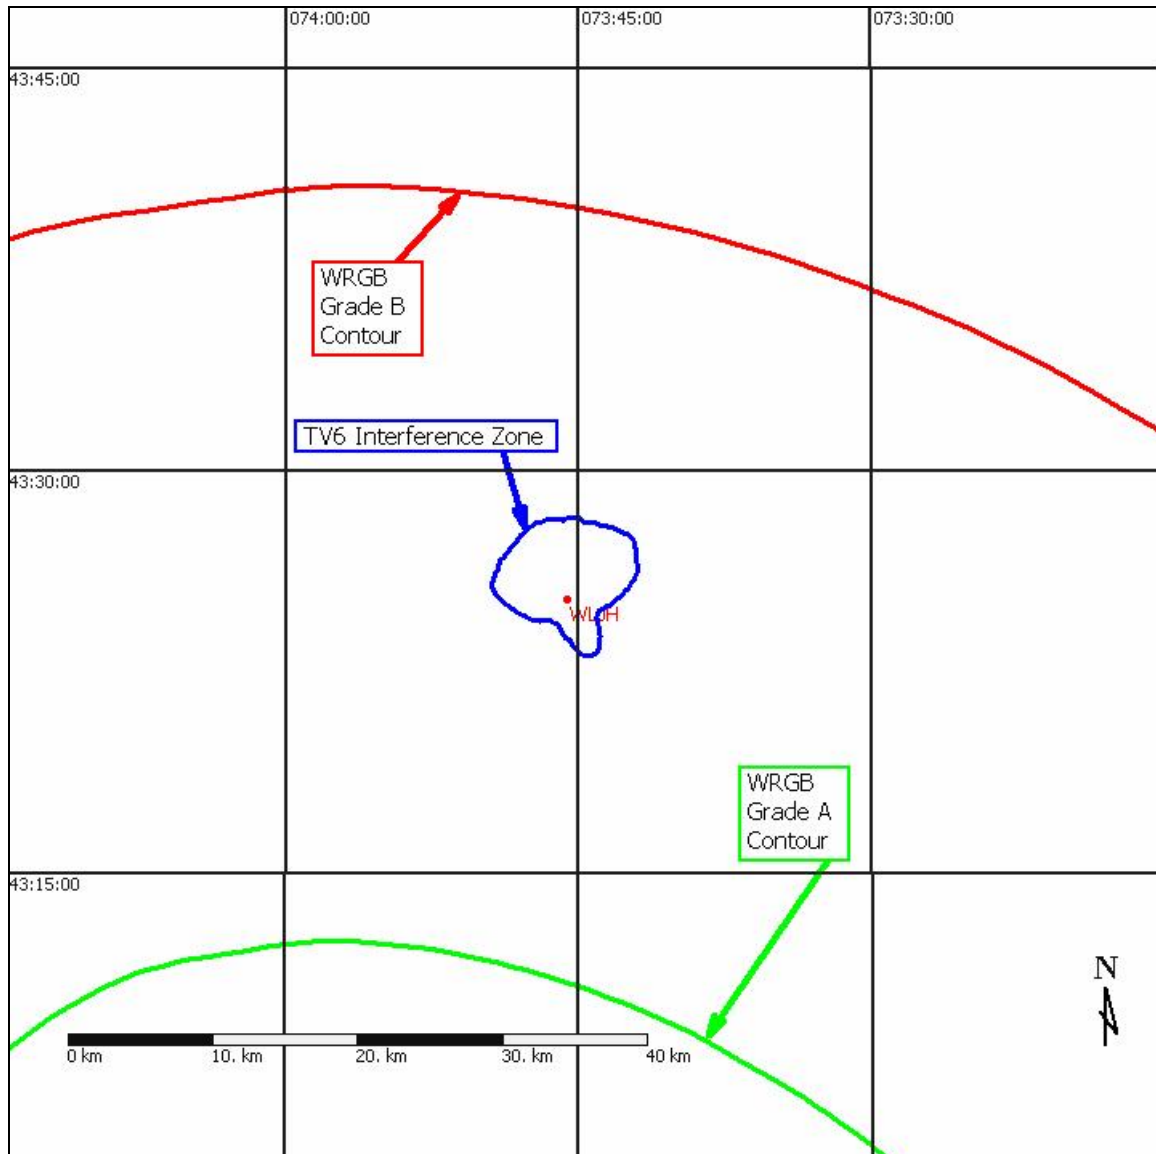 074:00:00
073:45:00
073:30:00
43:45:00
WRGB
Grade B
Contour
TV6 Interference Zone
43:30:00
WLJH
WRGB
Grade A
Contour
43:15:00
N
0 km
10. km
20. km
30. km
40 km